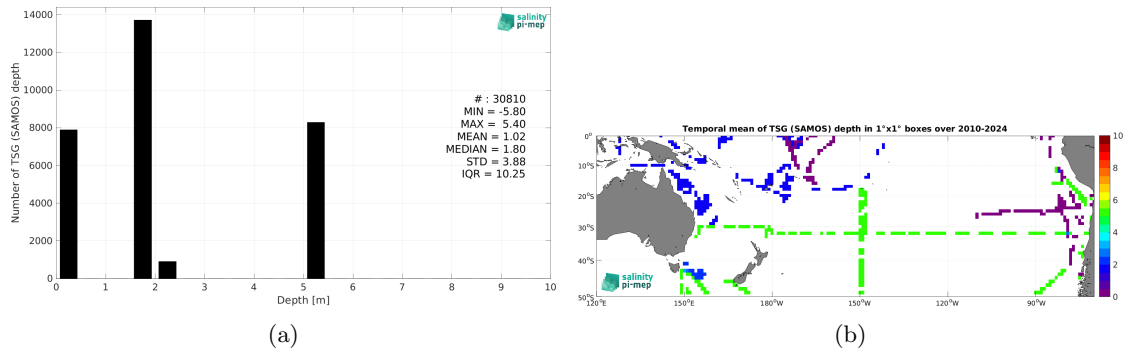 14000
12000
10000
8000
6000
4000
2000
0
Number of TSG (SAMOS) depth
0 1 2 3 4 5 6 7 8 9 10
Depth [m]
salinity
pi-mep
# : 30810
MIN = -5.80
MAX = 5.40
MEAN = 1.02
MEDIAN = 1.80
STD = 3.88
IQR = 10.25
(a)
Temporal mean of TSG (SAMOS) depth in 1°x1° boxes over 2010-2024
0°
10°S
20°S
30°S
40°S
50°S
120°E 150°E 180°W 150°W 120°W 90°W
salinity
pi-mep
10
8
6
4
2
0
(b)